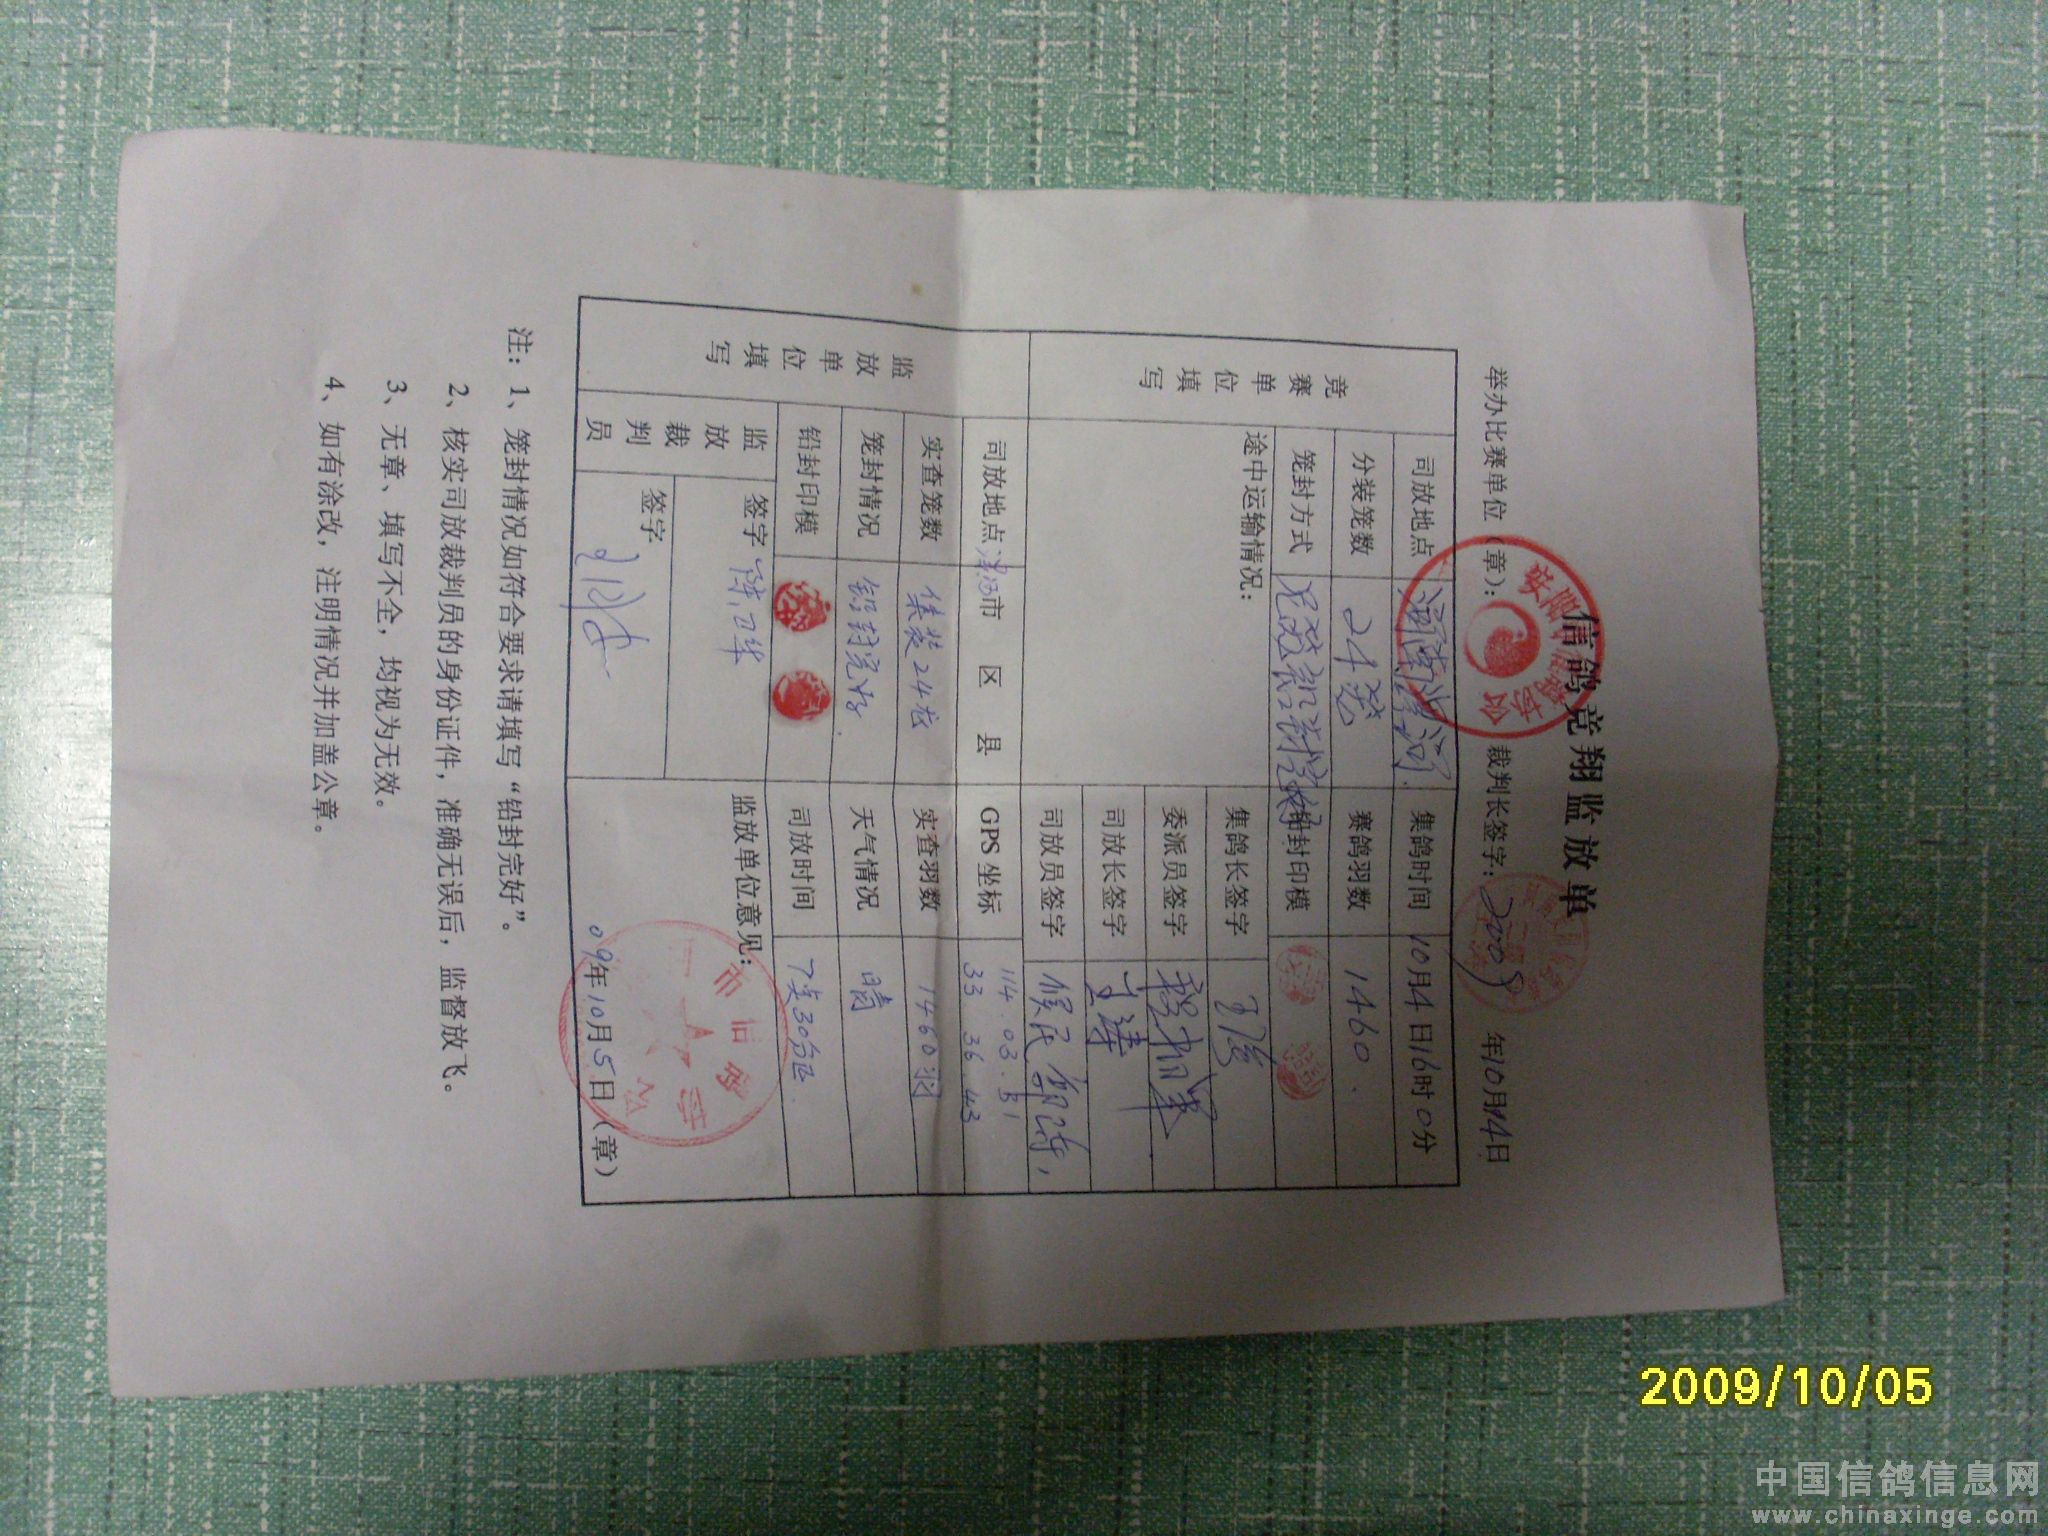 信鸽竞翔监放单
举办比赛单位（章）： 裁判长签字：2009 年10月4日
竞赛单位填写
司放地点 集鸽时间 10月4日16时0分
分装笼数 24笼 赛鸽羽数 1460
笼封方式 铅封印模
途中运输情况： 集鸽长签字
委派员签字
司放长签字
司放员签字
监放单位填写
司放地点 漯河市 区 县 GPS坐标 114.03.31
33 36 43
实查笼数 集装24笼 实查羽数 1460羽
笼封情况 铅封完好 天气情况 晴
铅封印模 司放时间 7点30分
监放裁判员 签字 陈卫华 监放单位意见：
签字
09年10月5日（章）
注：1、笼封情况如符合要求请填写“铅封完好”。
2、核实司放裁判员的身份证件，准确无误后，监督放飞。
3、无章、填写不全，均视为无效。
4、如有涂改，注明情况并加盖公章。
2009/10/05
中国信鸽信息网
www.chinaxinge.com